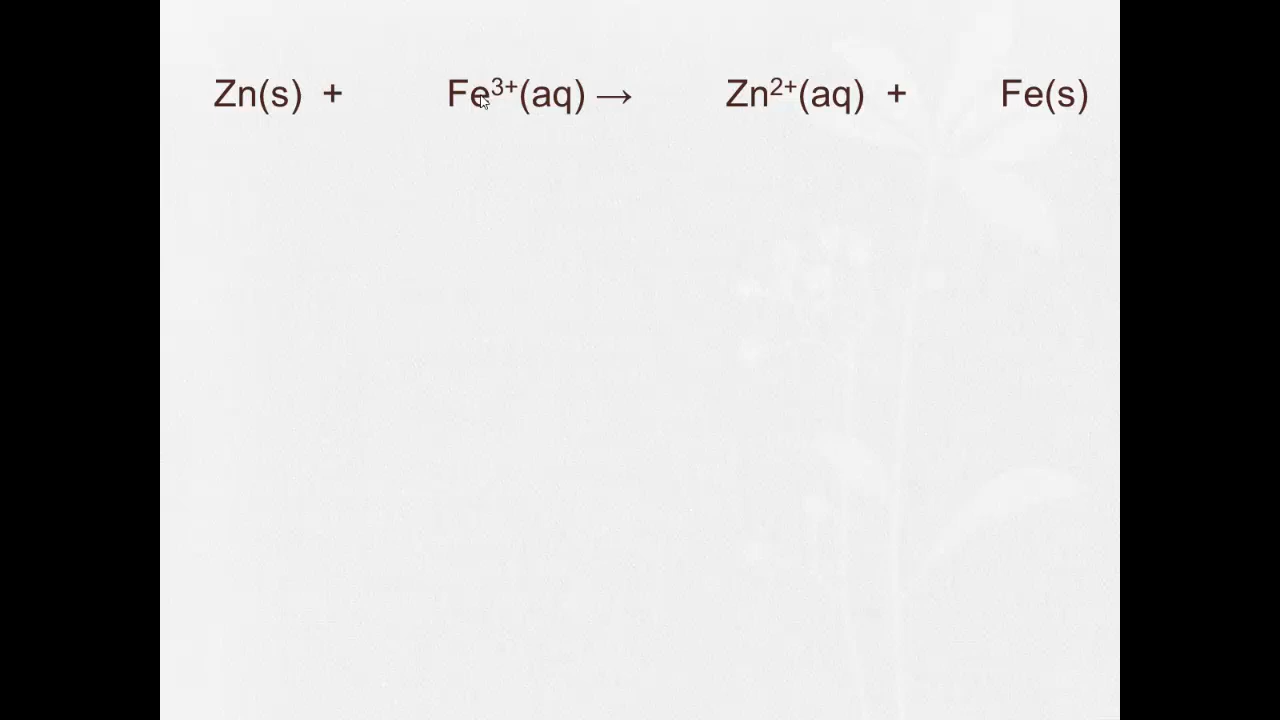 Zn(s) + Fe³⁺(aq) → Zn²⁺(aq) + Fe(s)